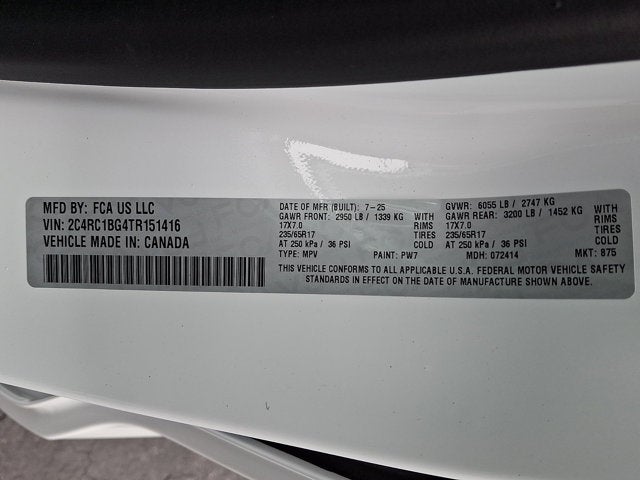 MFD BY: FCA US LLC
VIN: 2C4RC1BG4TR151416
VEHICLE MADE IN: CANADA
DATE OF MFR (BUILT): 7-25
GAWR FRONT: 2950 LB / 1339 KG WITH
17X7.0 RIMS
235/65R17 TIRES
AT 250 kPa / 36 PSI COLD
TYPE: MPV PAINT: PW7
GVWR: 6055 LB / 2747 KG
GAWR REAR: 3200 LB / 1452 KG WITH
17X7.0 RIMS
235/65R17 TIRES
AT 250 kPa / 36 PSI COLD
MDH: 072414 MKT: 875
THIS VEHICLE CONFORMS TO ALL APPLICABLE U.S.A. FEDERAL MOTOR VEHICLE SAFETY
STANDARDS IN EFFECT ON THE DATE OF MANUFACTURE SHOWN ABOVE.